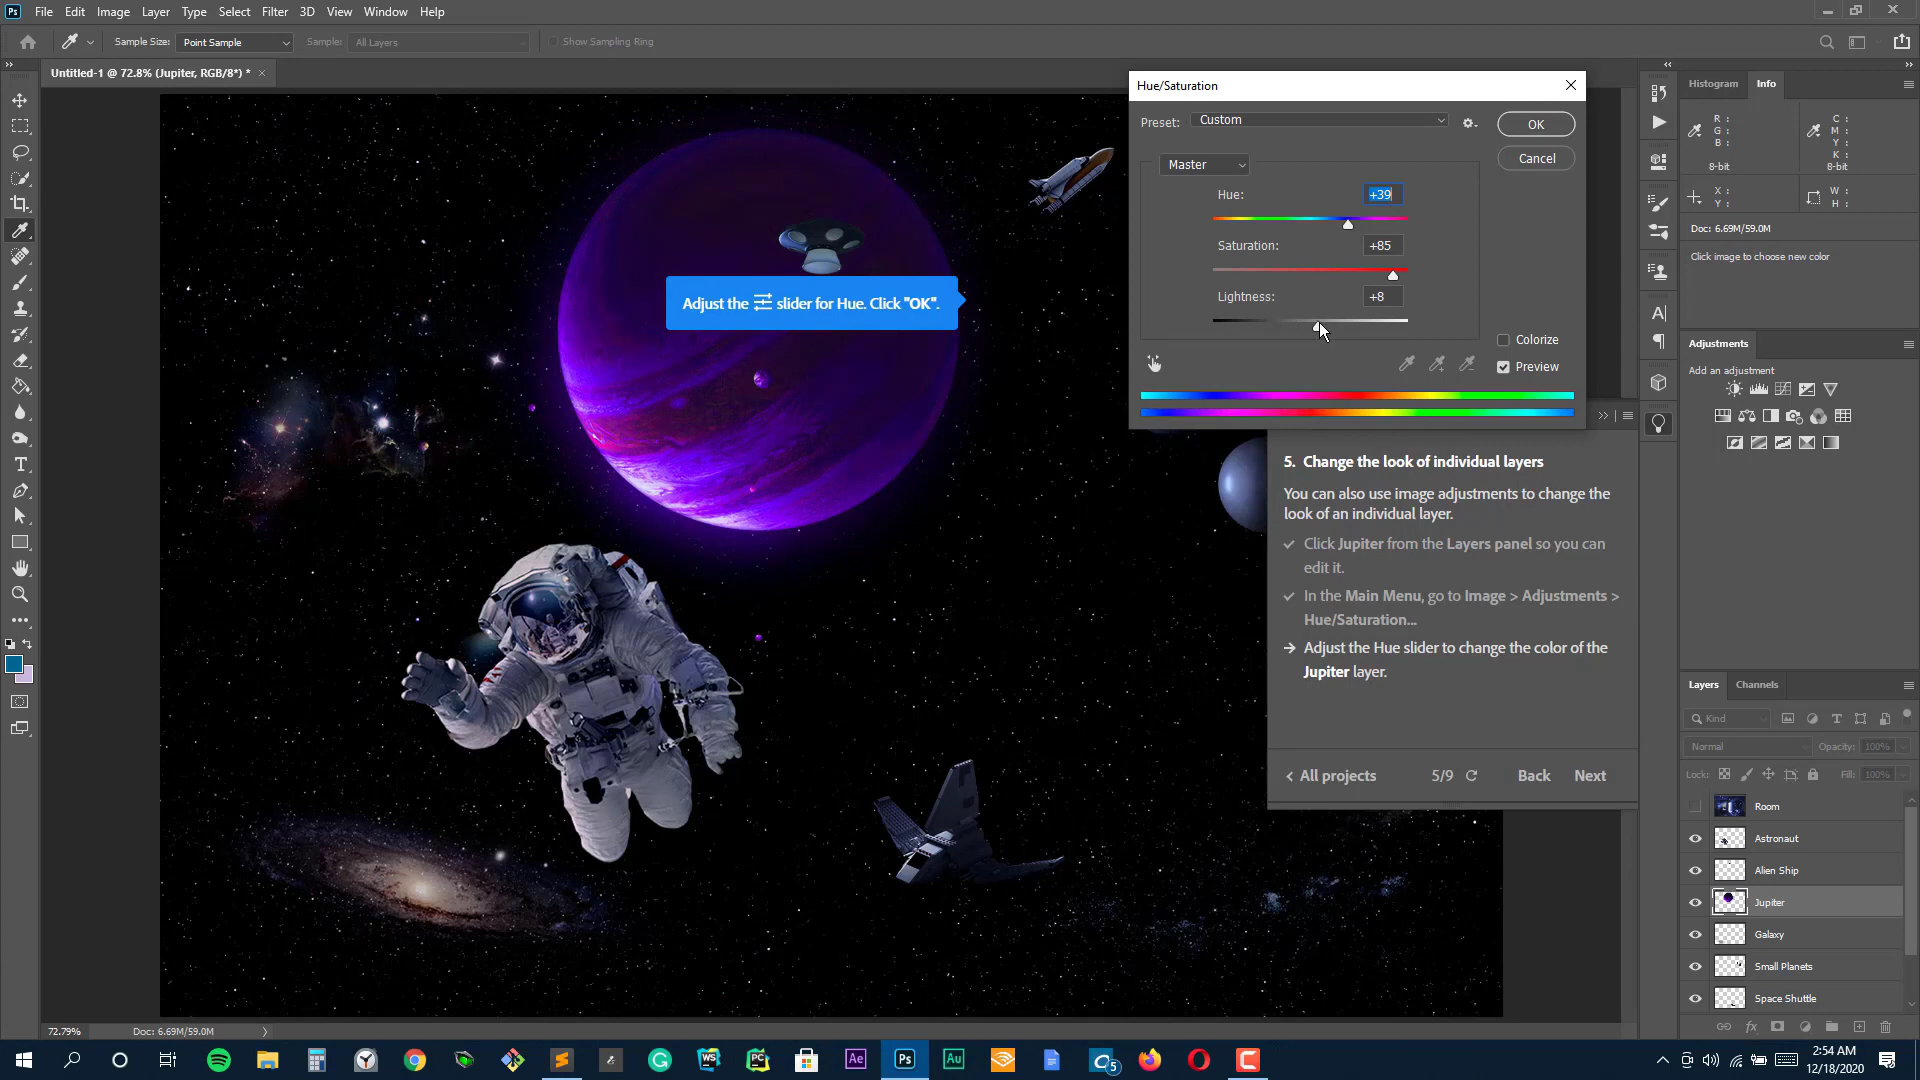 Ps File Edit Image Layer Type Select Filter 3D View Window Help
Sample Size: Point Sample Sample: All Layers Show Sampling Ring
Untitled-1 @ 72.8% (Jupiter, RGB/8*) * ×
Hue/Saturation
Preset: Custom
OK
Cancel
Master
Hue: +39
Saturation: +85
Lightness: +8
Colorize
Preview
Adjust the slider for Hue. Click "OK".
5. Change the look of individual layers
You can also use image adjustments to change the
look of an individual layer.
Click Jupiter from the Layers panel so you can
edit it.
In the Main Menu, go to Image > Adjustments >
Hue/Saturation...
Adjust the Hue slider to change the color of the
Jupiter layer.
All projects 5/9 Back Next
Histogram Info
R :
G :
B :
8-bit
C :
M :
Y :
K :
8-bit
X :
Y :
W :
H :
Doc: 6.69M/59.0M
Click image to choose new color
Adjustments
Add an adjustment
Layers Channels
Kind
Normal Opacity: 100%
Lock: Fill: 100%
Room
Astronaut
Alien Ship
Jupiter
Galaxy
Small Planets
Space Shuttle
72.79% Doc: 6.69M/59.0M
WS PC Ae Ps Au 5
2:54 AM
12/18/2020